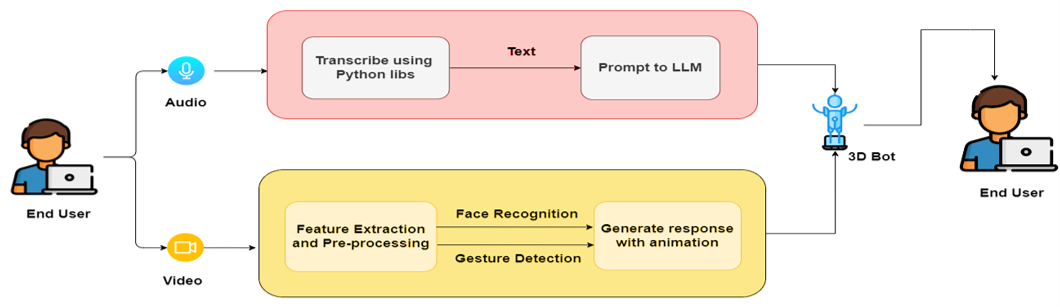 End User
Audio
Transcribe using
Python libs
Text
Prompt to LLM
Video
Feature Extraction
and Pre-processing
Face Recognition
Gesture Detection
Generate response
with animation
3D Bot
End User